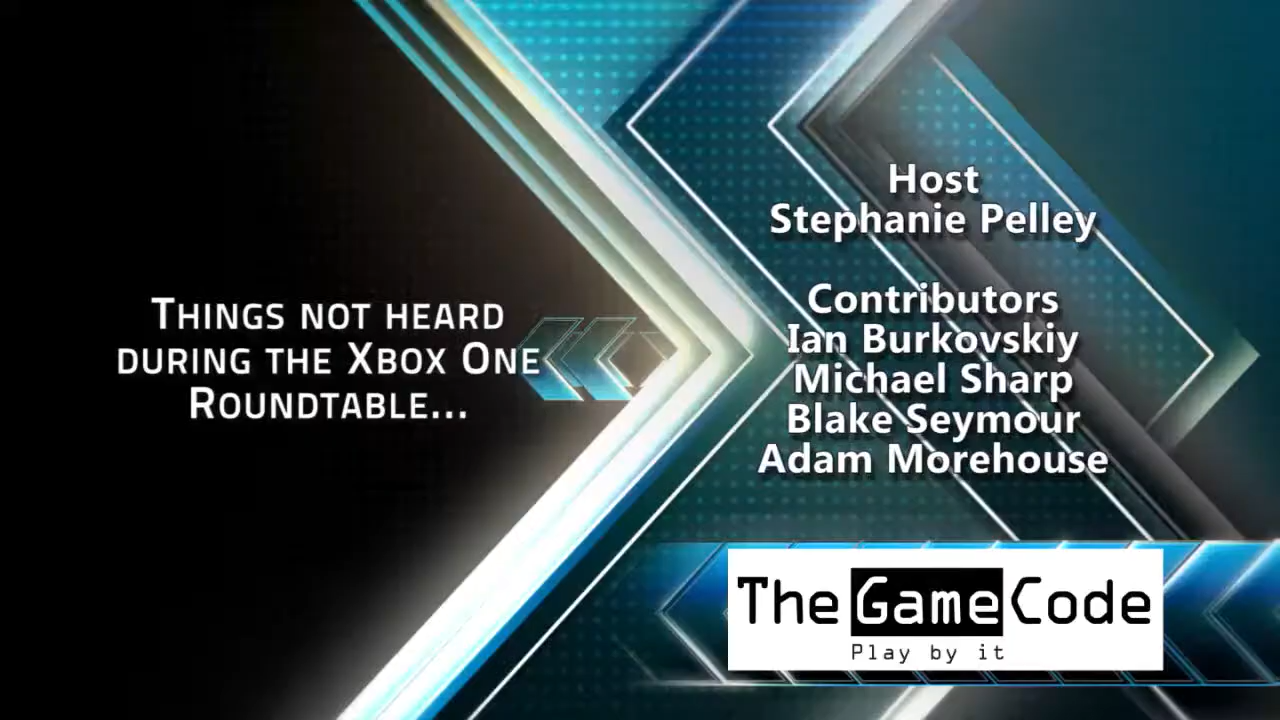 Things not heard
during the Xbox One
Roundtable...
Host
Stephanie Pelley
Contributors
Ian Burkovskiy
Michael Sharp
Blake Seymour
Adam Morehouse
The Game Code
Play by it